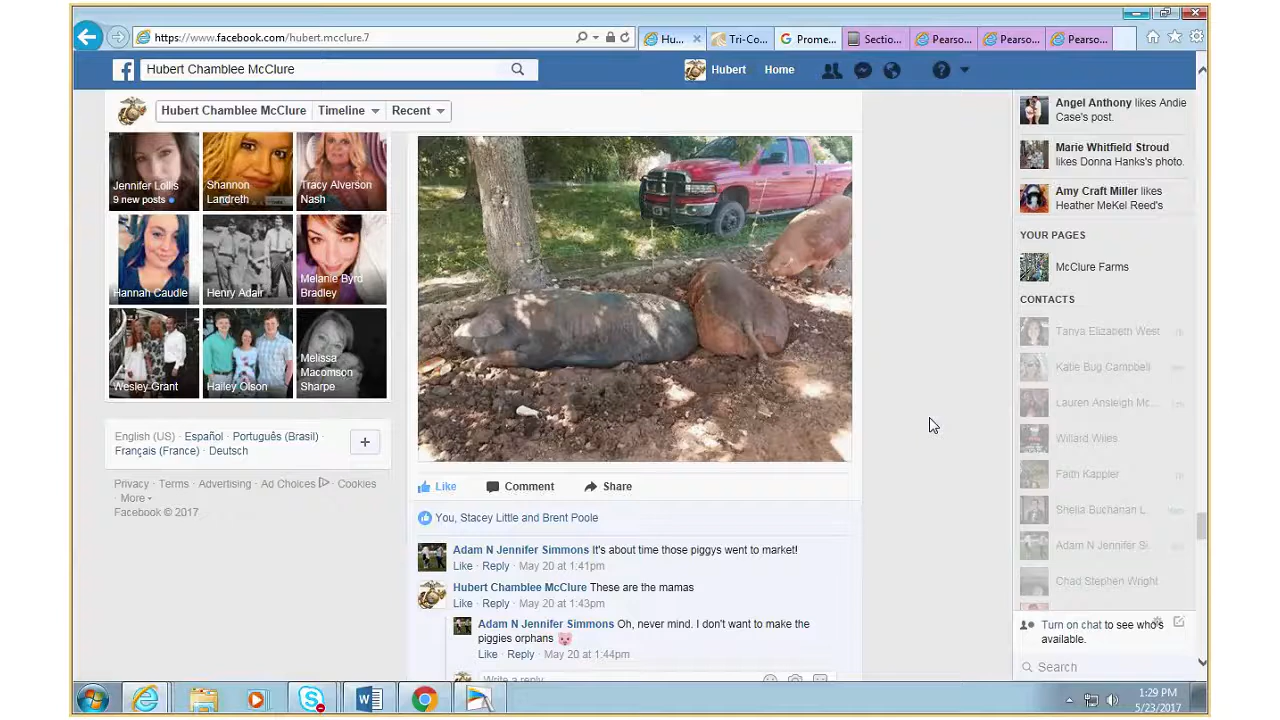 https://www.facebook.com/hubert.mcclure.7
Hu...
Tri-Co...
Prome...
Sectio...
Pearso...
Pearso...
Pearso...
Hubert Chamblee McClure
Hubert
Home
Hubert Chamblee McClure
Timeline
Recent
Jennifer Lollis
9 new posts
Shannon
Landreth
Tracy Alverson
Nash
Hannah Caudle
Henry Adair
Melanie Byrd
Bradley
Wesley Grant
Hailey Olson
Melissa
Macomson
Sharpe
English (US) · Español · Português (Brasil) ·
Français (France) · Deutsch
Privacy · Terms · Advertising · Ad Choices · Cookies
· More
Facebook © 2017
Like Comment Share
You, Stacey Little and Brent Poole
Adam N Jennifer Simmons It's about time those piggys went to market!
Like · Reply · May 20 at 1:41pm
Hubert Chamblee McClure These are the mamas
Like · Reply · May 20 at 1:43pm
Adam N Jennifer Simmons Oh, never mind. I don't want to make the
piggies orphans
Like · Reply · May 20 at 1:44pm
Write a reply...
Angel Anthony likes Andie
Case's post.
Marie Whitfield Stroud
likes Donna Hanks's photo.
Amy Craft Miller likes
Heather MeKel Reed's
YOUR PAGES
McClure Farms
CONTACTS
Tanya Elizabeth West
Katie Bug Campbell
Lauren Ansleigh Mc...
Willard Wiles
Faith Kappler
Sheila Buchanan L
Adam N Jennifer Si
Chad Stephen Wright
Turn on chat to see who's
available.
Search
1:29 PM
5/23/2017